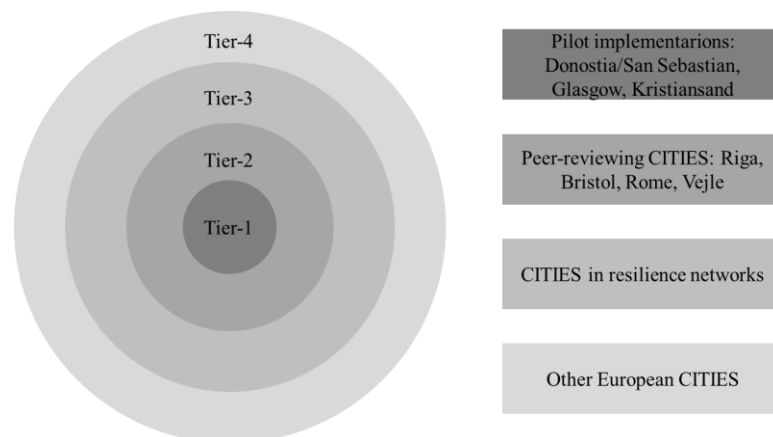 Tier-4
Tier-3
Tier-2
Tier-1
Pilot implementarions:
Donostia/San Sebastian,
Glasgow, Kristiansand
Peer-reviewing CITIES: Riga,
Bristol, Rome, Vejle
CITIES in resilience networks
Other European CITIES